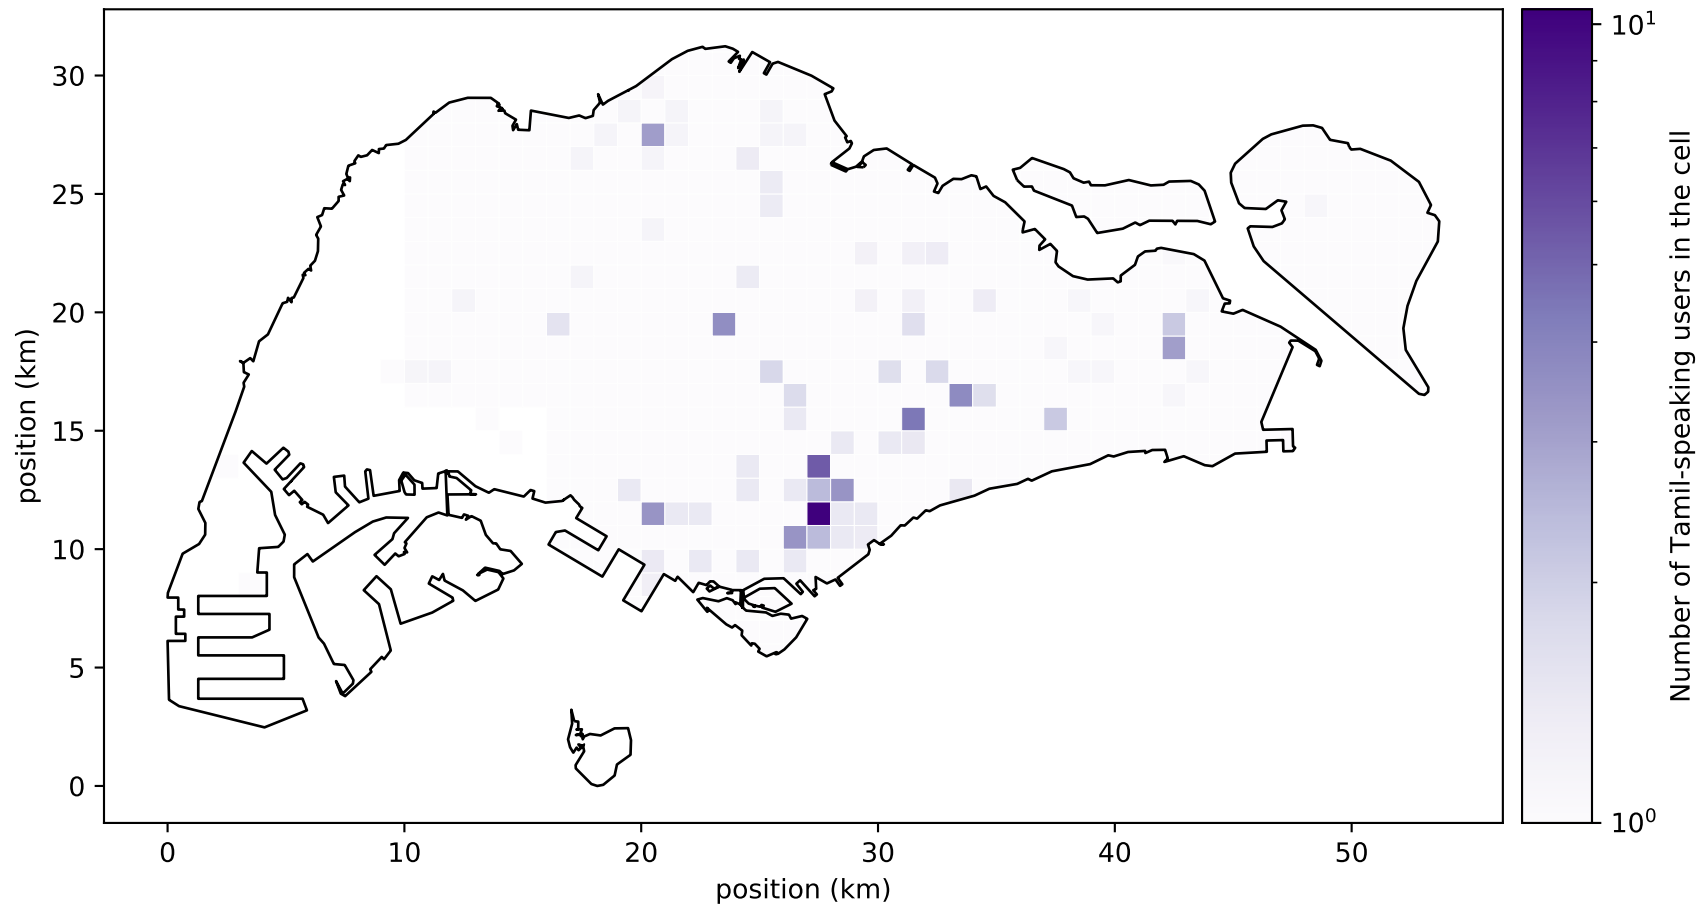 30
25
20
15
10
5
0
position (km)
0 10 20 30 40 50
position (km)
10¹
10⁰
Number of Tamil-speaking users in the cell